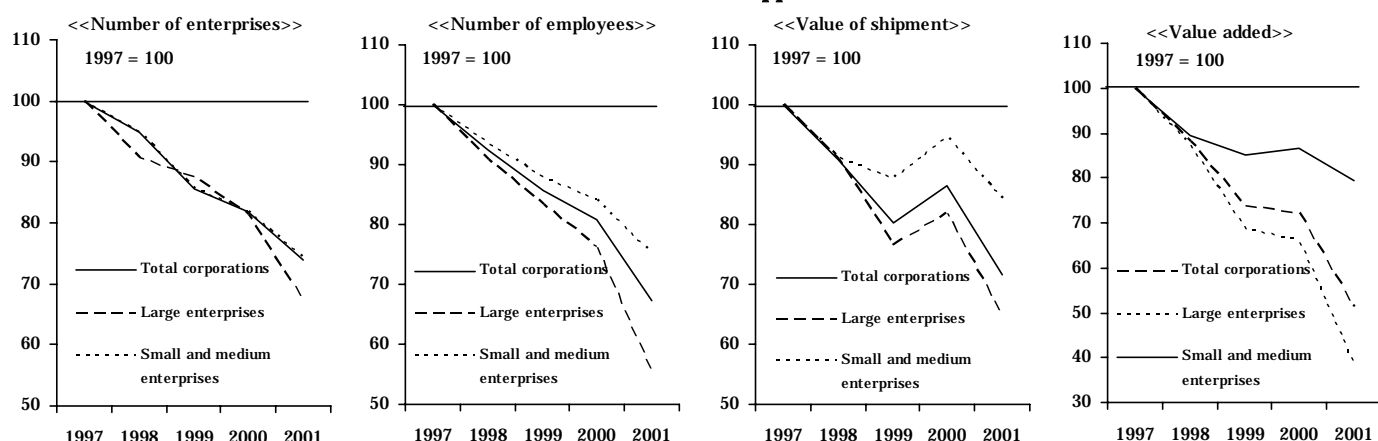 <<Number of enterprises>>
1997 = 100
110
100
90
80
70
60
50
Total corporations
Large enterprises
Small and medium
enterprises
1997 1998 1999 2000 2001
<<Number of employees>>
1997 = 100
110
100
90
80
70
60
50
Total corporations
Large enterprises
Small and medium
enterprises
1997 1998 1999 2000 2001
<<Value of shipment>>
1997 = 100
110
100
90
80
70
60
50
Total corporations
Large enterprises
Small and medium
enterprises
1997 1998 1999 2000 2001
<<Value added>>
1997 = 100
110
100
90
80
70
60
50
40
30
Total corporations
Large enterprises
Small and medium
enterprises
1997 1998 1999 2000 2001